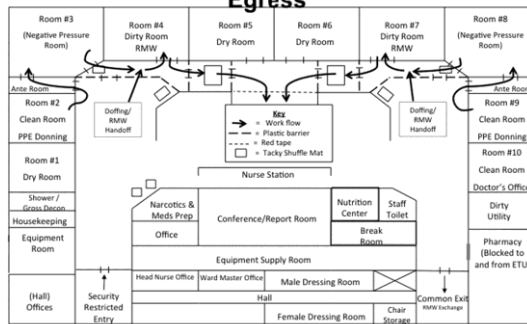 Egress
Room #3
(Negative Pressure
Room)
Room #4
Dirty Room
RMW
Room #5
Dry Room
Room #6
Dry Room
Room #7
Dirty Room
RMW
Room #8
(Negative Pressure
Room)
Ante Room
Ante Room
Room #2
Clean Room
PPE Donning
Doffing/
RMW
Handoff
Key
= Work flow
= Plastic barrier
= Red tape
= Tacky Shuffle Mat
Doffing/
RMW
Handoff
Room #9
Clean Room
PPE Donning
Room #1
Dry Room
Nurse Station
Room #10
Clean Room
Doctor's Office
Shower /
Gross Decon
Housekeeping
Equipment
Room
Narcotics &
Meds Prep
Office
Conference/Report Room
Nutrition
Center
Staff
Toilet
Break
Room
Dirty
Utility
Pharmacy
(Blocked to
and from ETU)
Equipment Supply Room
Head Nurse Office
Ward Master Office
Male Dressing Room
Hall
Female Dressing Room
Chair
Storage
(Hall)
Offices
Security
Restricted
Entry
Common Exit
RMW Exchange